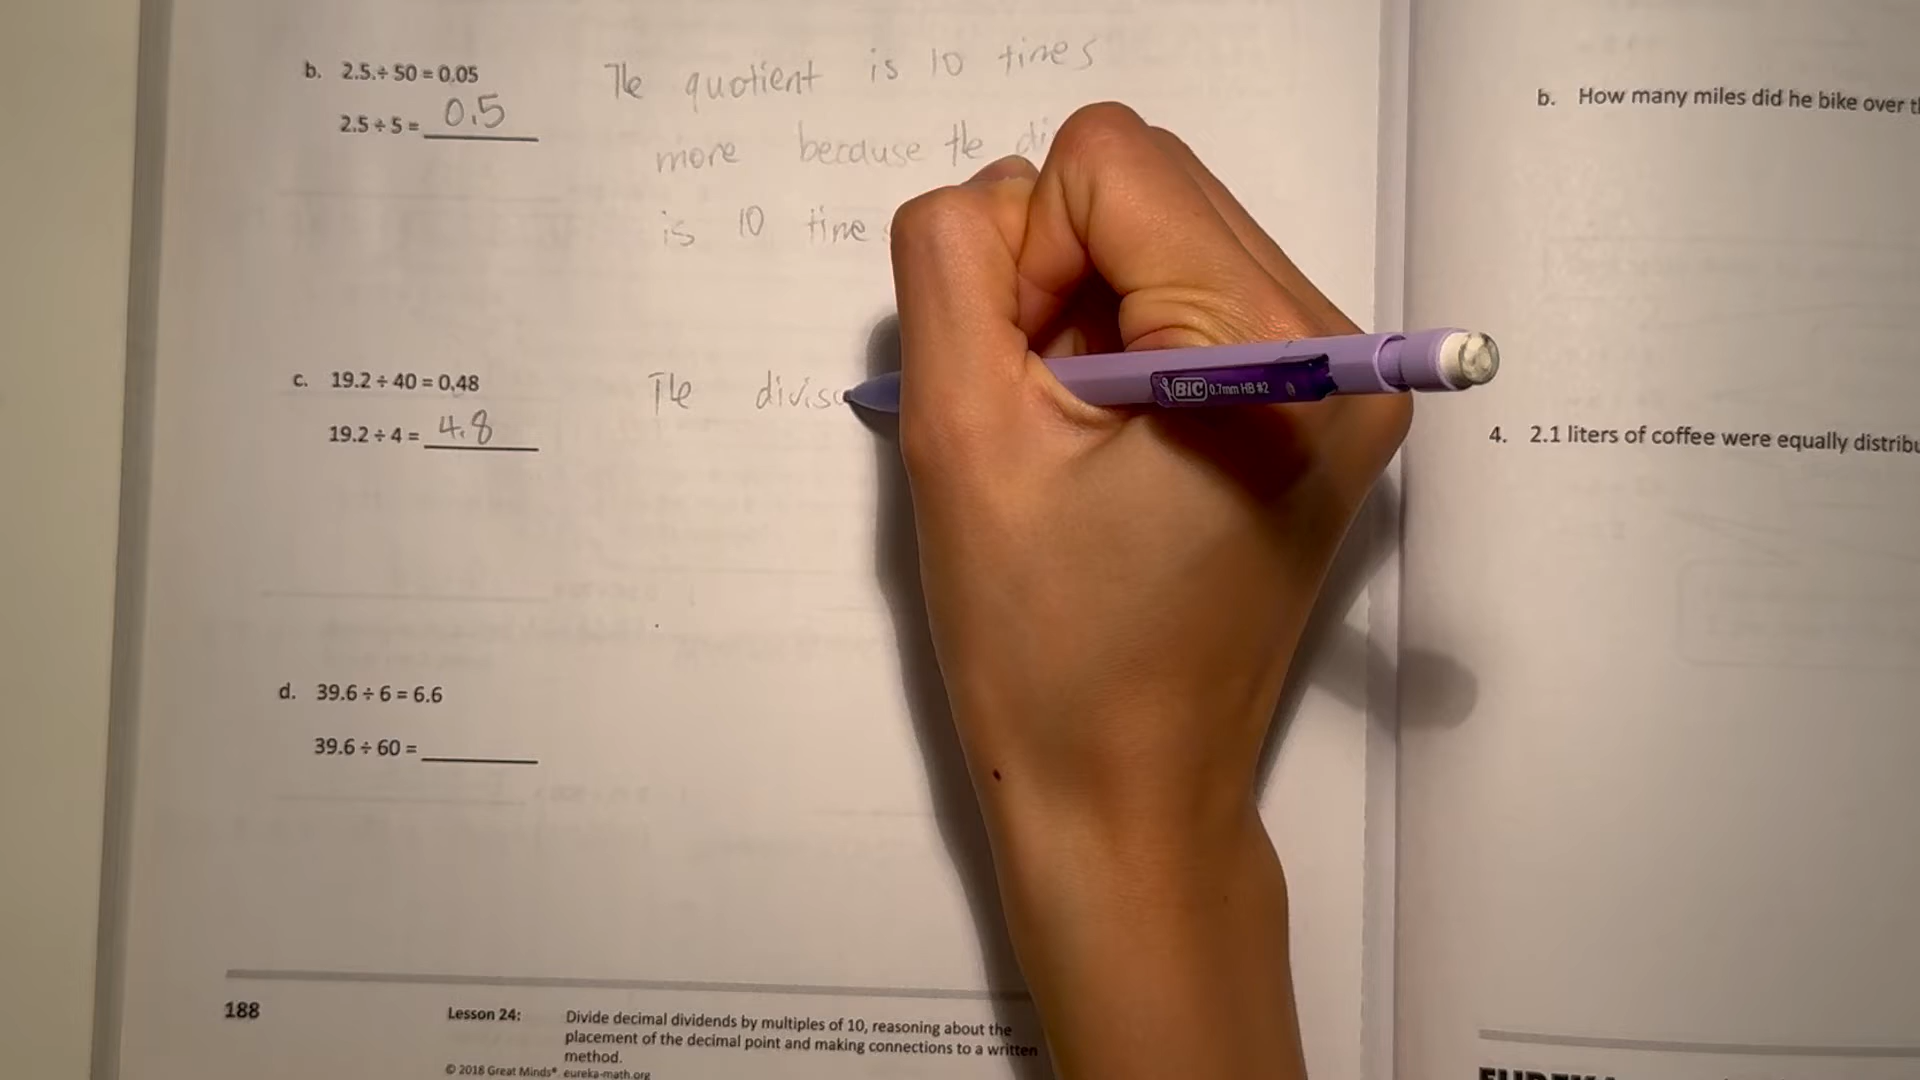 b. 2.5.÷ 50 = 0.05
2.5 ÷ 5 = 0.5
The quotient is 10 times
more because the
is 10 time
c. 19.2 ÷ 40 = 0.48
19.2 ÷ 4 = 4.8
The
d. 39.6 ÷ 6 = 6.6
39.6 ÷ 60 =
188
Lesson 24: Divide decimal dividends by multiples of 10, reasoning about the
placement of the decimal point and making connections to a written
method.
© 2018 Great Minds®. eureka-math.org
BIC 0.7mm HB #2
b. How many miles did he bike over
4. 2.1 liters of coffee were equally